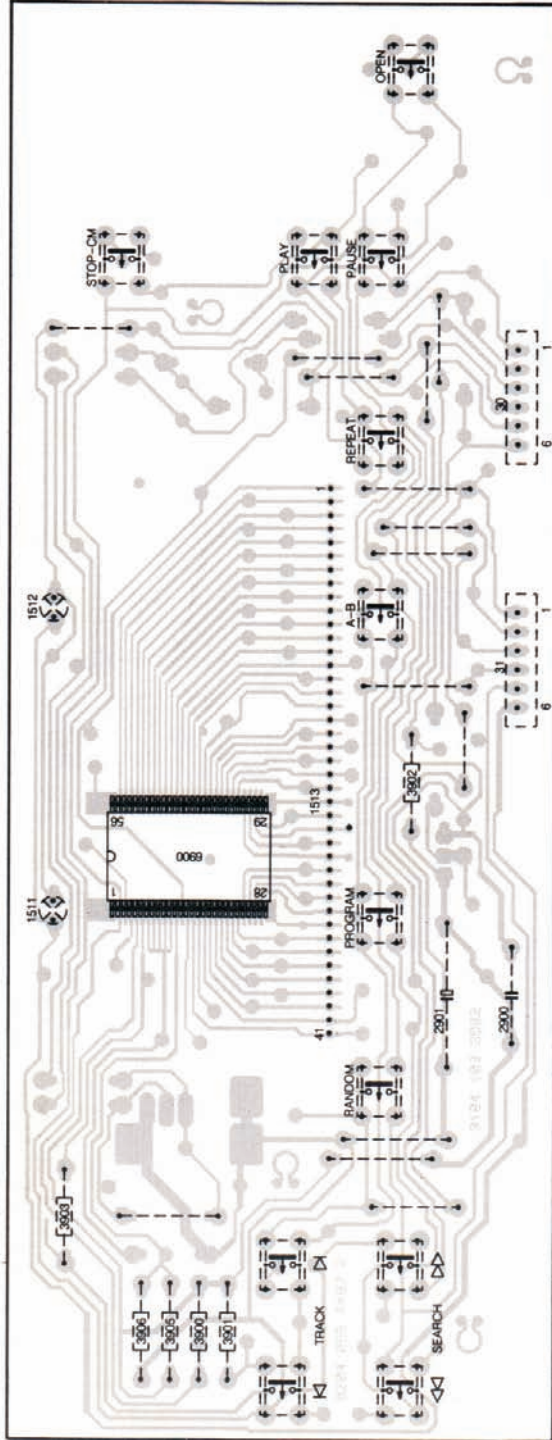 OPEN
STOP-CM
PLAY
PAUSE
1
30
6
REPEAT
1
1512
A-B
1
31
6
1513
3902
56
29
6900
1
28
1511
PROGRAM
41
2901
2900
RANDOM
3903
3906
3905
3900
3901
TRACK
SEARCH